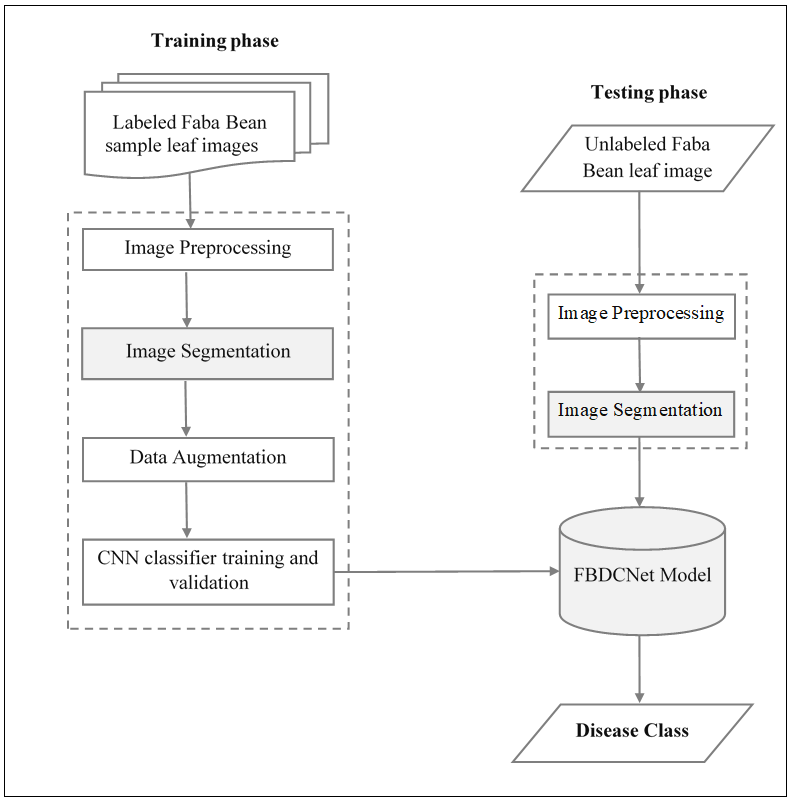 Training phase
Labeled Faba Bean
sample leaf images
Image Preprocessing
Image Segmentation
Data Augmentation
CNN classifier training and
validation
Testing phase
Unlabeled Faba
Bean leaf image
Image Preprocessing
Image Segmentation
FBDCNet Model
Disease Class